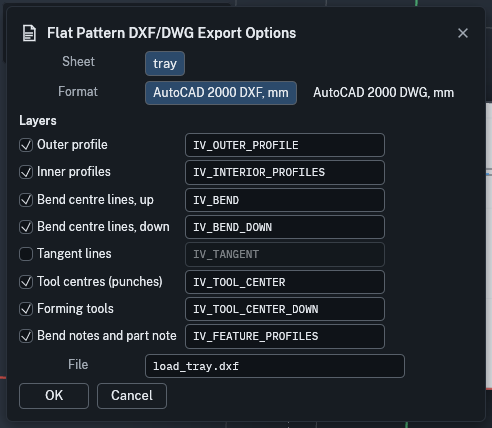 Flat Pattern DXF/DWG Export Options
Sheet tray
Format AutoCAD 2000 DXF, mm AutoCAD 2000 DWG, mm
Layers
Outer profile IV_OUTER_PROFILE
Inner profiles IV_INTERIOR_PROFILES
Bend centre lines, up IV_BEND
Bend centre lines, down IV_BEND_DOWN
Tangent lines IV_TANGENT
Tool centres (punches) IV_TOOL_CENTER
Forming tools IV_TOOL_CENTER_DOWN
Bend notes and part note IV_FEATURE_PROFILES
File load_tray.dxf
OK Cancel